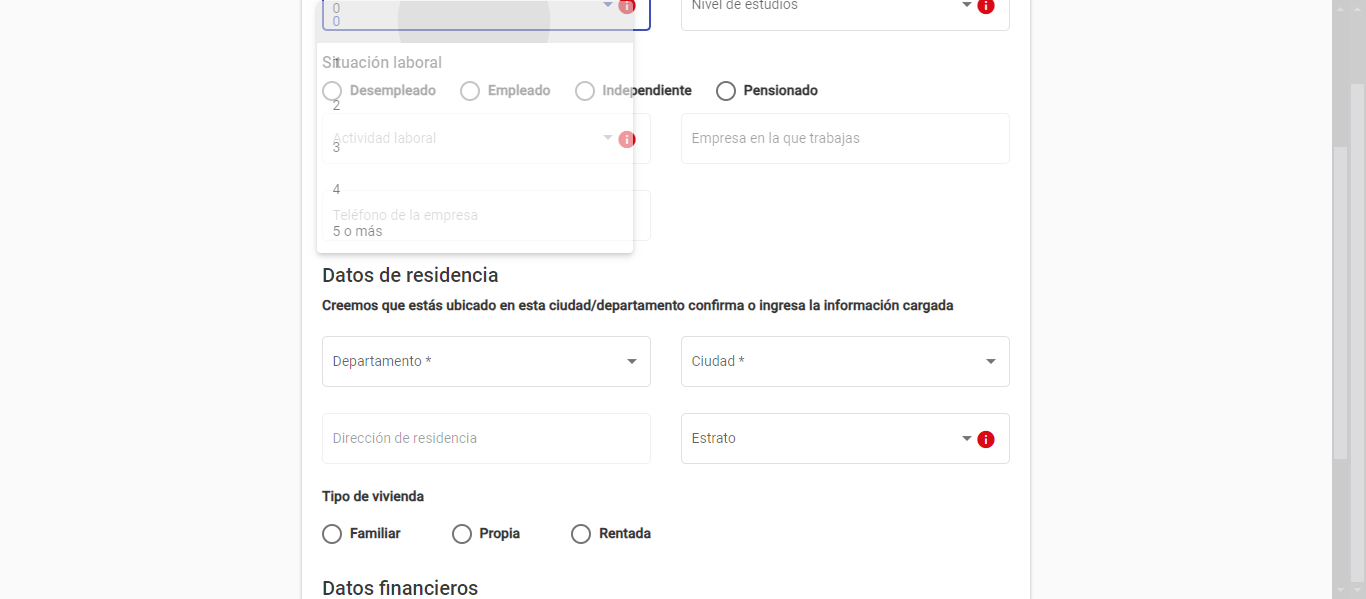 0
0
Nivel de estudios
Situación laboral
1
Desempleado
Empleado
Independiente
Pensionado
2
Actividad laboral
Empresa en la que trabajas
3
4
Teléfono de la empresa
5 o más
Datos de residencia
Creemos que estás ubicado en esta ciudad/departamento confirma o ingresa la información cargada
Departamento *
Ciudad *
Dirección de residencia
Estrato
Tipo de vivienda
Familiar
Propia
Rentada
Datos financieros